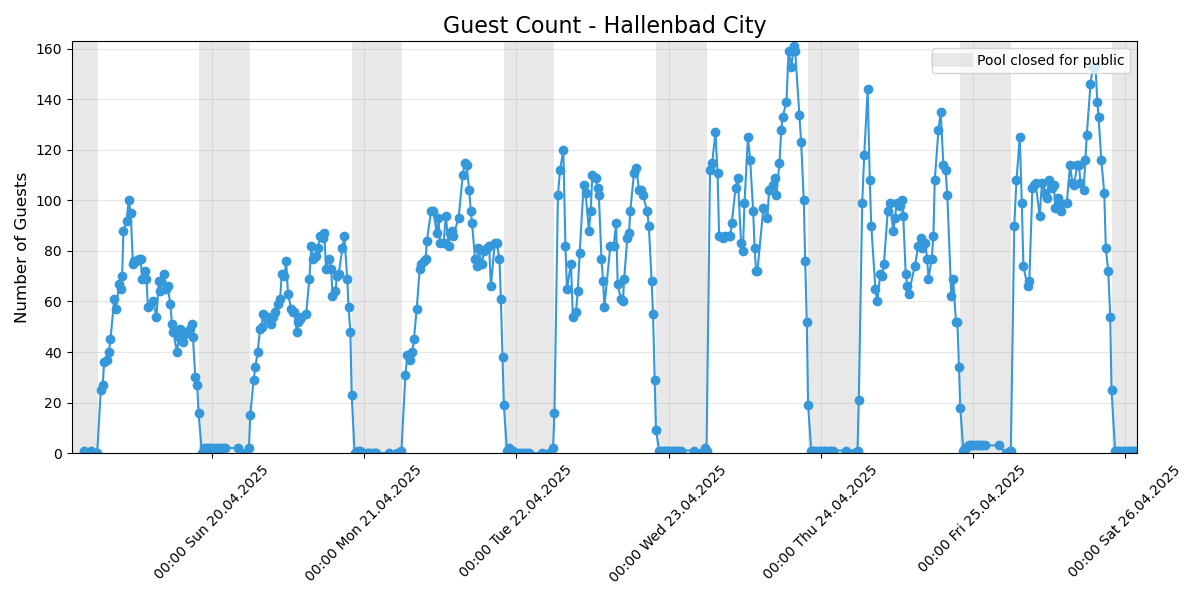 Guest Count - Hallenbad City
Pool closed for public
Number of Guests
160
140
120
100
80
60
40
20
0
00:00 Sun 20.04.2025
00:00 Mon 21.04.2025
00:00 Tue 22.04.2025
00:00 Wed 23.04.2025
00:00 Thu 24.04.2025
00:00 Fri 25.04.2025
00:00 Sat 26.04.2025